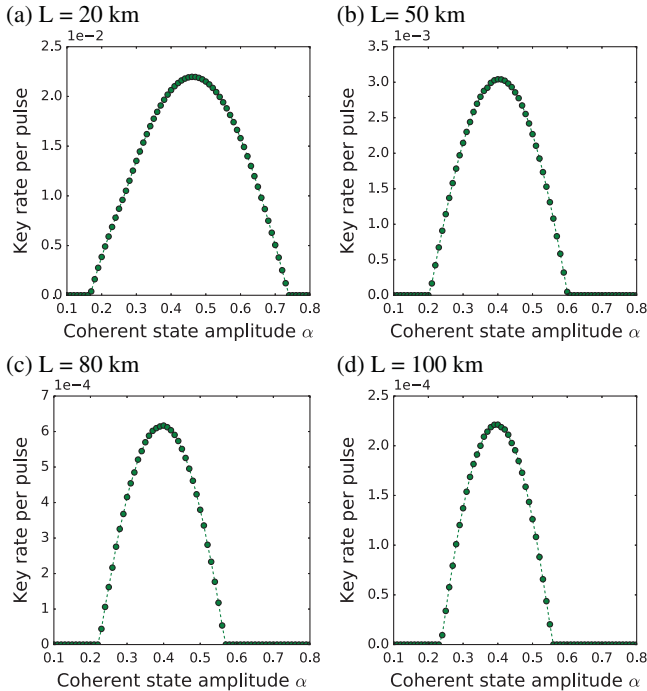 (a) L = 20 km
1e−2
2.5
2.0
1.5
1.0
0.5
0.0
Key rate per pulse
0.1 0.2 0.3 0.4 0.5 0.6 0.7 0.8
Coherent state amplitude α
(b) L= 50 km
1e−3
3.5
3.0
2.5
2.0
1.5
1.0
0.5
0.0
Key rate per pulse
0.1 0.2 0.3 0.4 0.5 0.6 0.7 0.8
Coherent state amplitude α
(c) L = 80 km
1e−4
7
6
5
4
3
2
1
0
Key rate per pulse
0.1 0.2 0.3 0.4 0.5 0.6 0.7 0.8
Coherent state amplitude α
(d) L = 100 km
1e−4
2.5
2.0
1.5
1.0
0.5
0.0
Key rate per pulse
0.1 0.2 0.3 0.4 0.5 0.6 0.7 0.8
Coherent state amplitude α